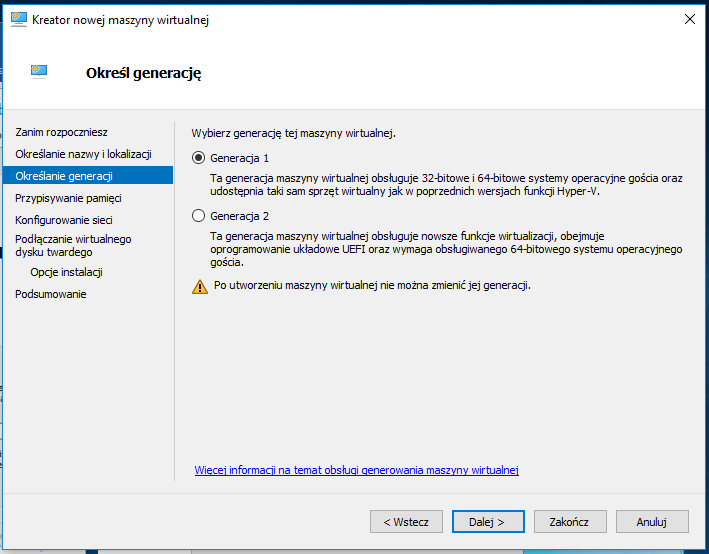 Kreator nowej maszyny wirtualnej
Określ generację
Zanim rozpoczniesz
Określanie nazwy i lokalizacji
Określanie generacji
Przypisywanie pamięci
Konfigurowanie sieci
Podłączanie wirtualnego
dysku twardego
Opcje instalacji
Podsumowanie
Wybierz generację tej maszyny wirtualnej.
Generacja 1
Ta generacja maszyny wirtualnej obsługuje 32-bitowe i 64-bitowe systemy operacyjne gościa oraz
udostępnia taki sam sprzęt wirtualny jak w poprzednich wersjach funkcji Hyper-V.
Generacja 2
Ta generacja maszyny wirtualnej obsługuje nowsze funkcje wirtualizacji, obejmuje
oprogramowanie układowe UEFI oraz wymaga obsługiwanego 64-bitowego systemu operacyjnego
gościa.
Po utworzeniu maszyny wirtualnej nie można zmienić jej generacji.
Więcej informacji na temat obsługi generowania maszyny wirtualnej
< Wstecz
Dalej >
Zakończ
Anuluj